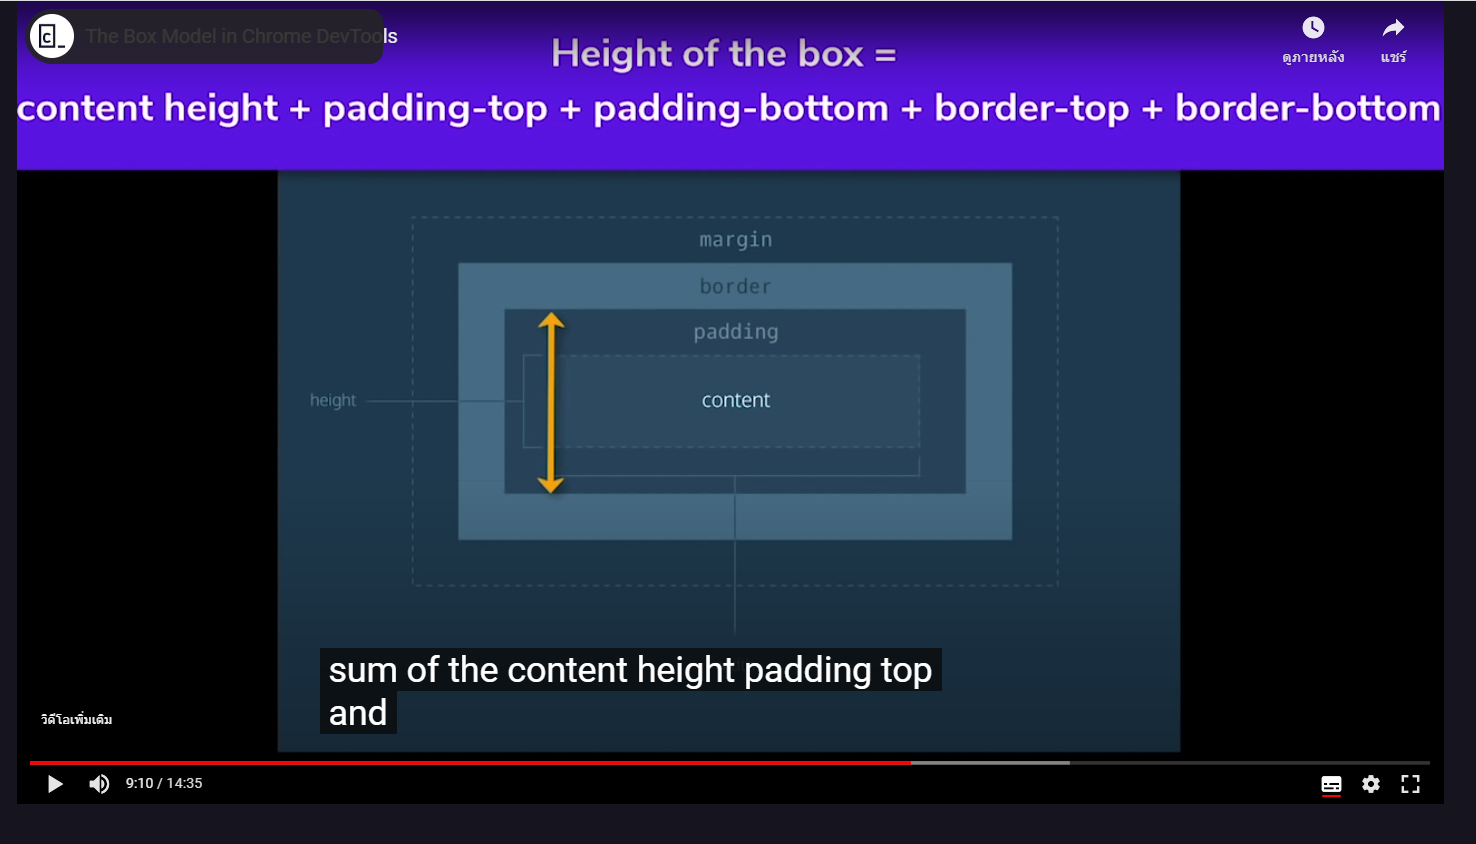 The Box Model in Chrome DevTools
ดูภายหลัง
แชร์
Height of the box =
content height + padding-top + padding-bottom + border-top + border-bottom
margin
border
padding
height
content
sum of the content height padding top
and
วิดีโอเพิ่มเติม
9:10 / 14:35